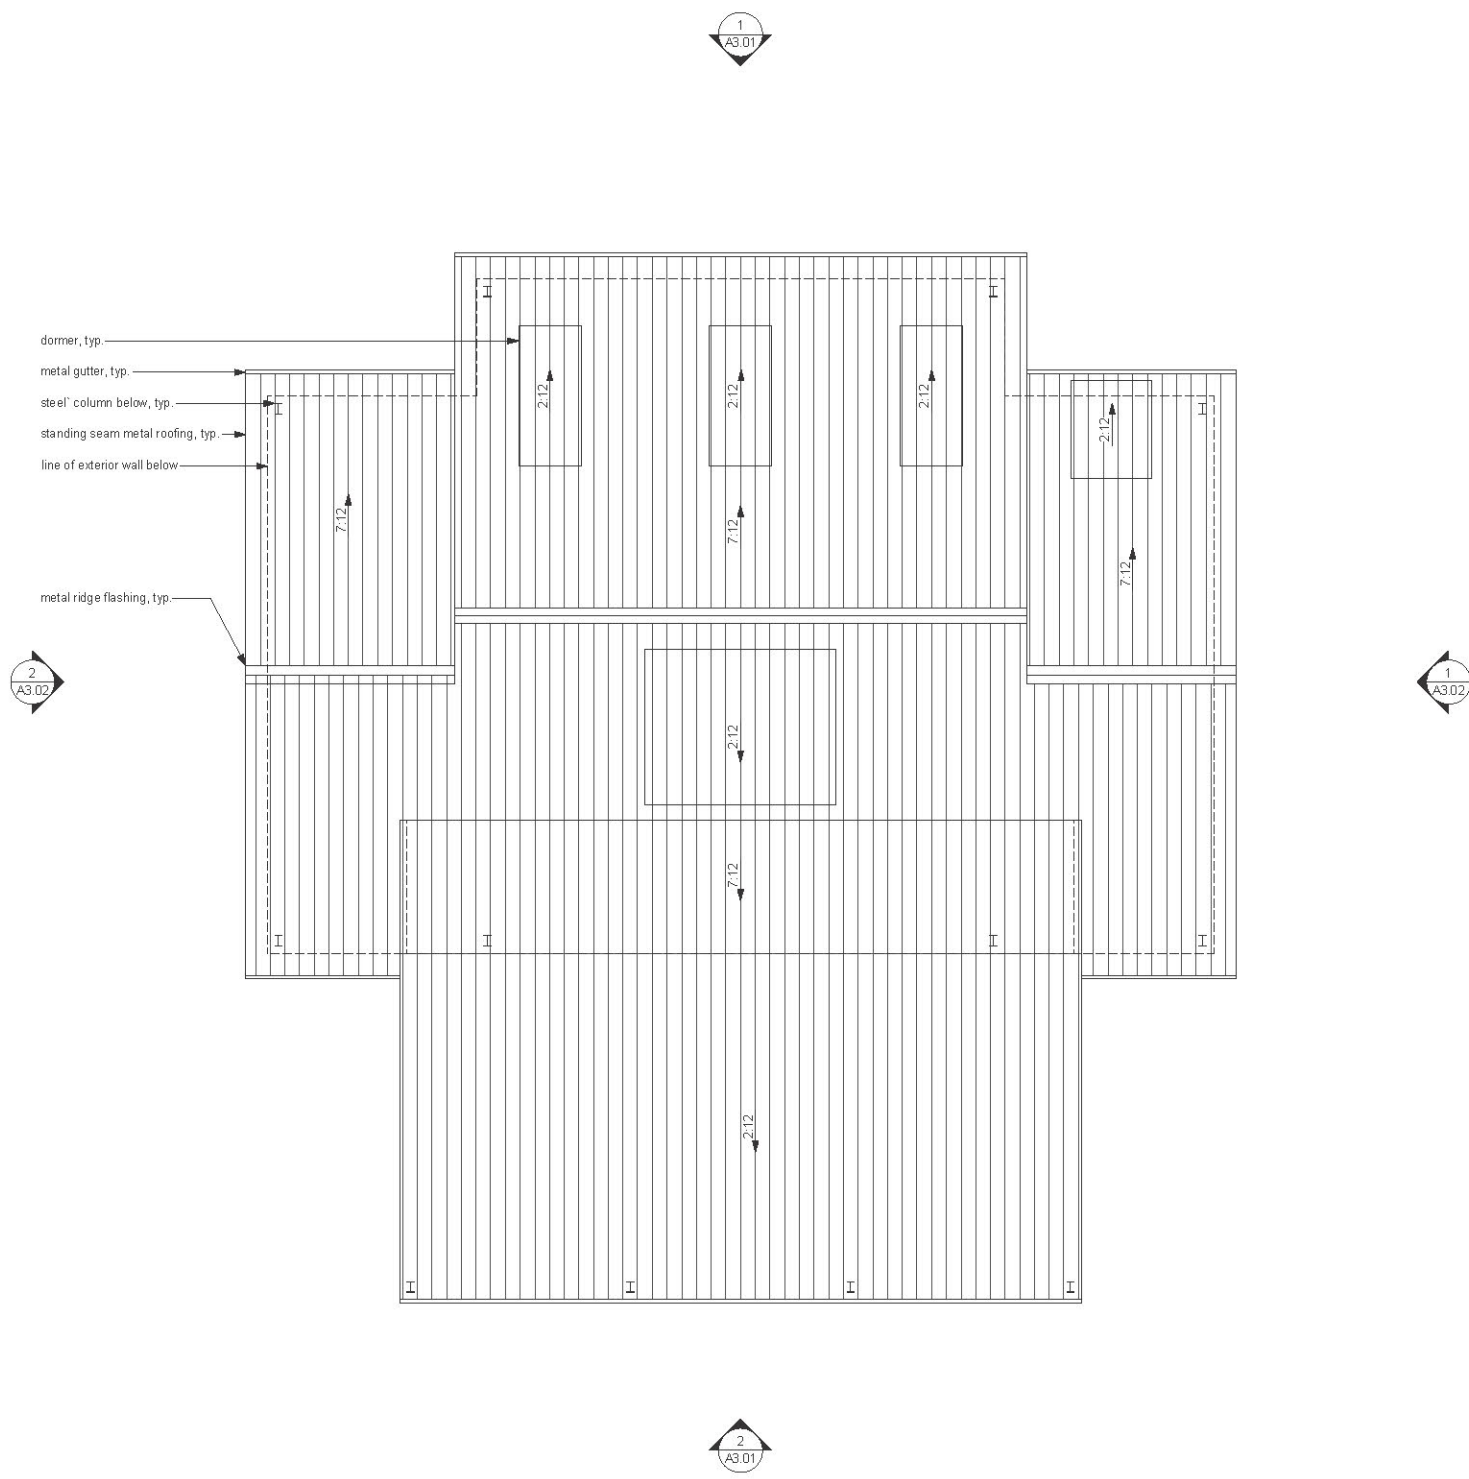 1
A3.01
dormer, typ.
metal gutter, typ.
steel` column below, typ.
standing seam metal roofing, typ.
line of exterior wall below
metal ridge flashing, typ.
2:12
2:12
2:12
2:12
7:12
7:12
7:12
2
A3.02
1
A3.02
2:12
7:12
2:12
2
A3.01